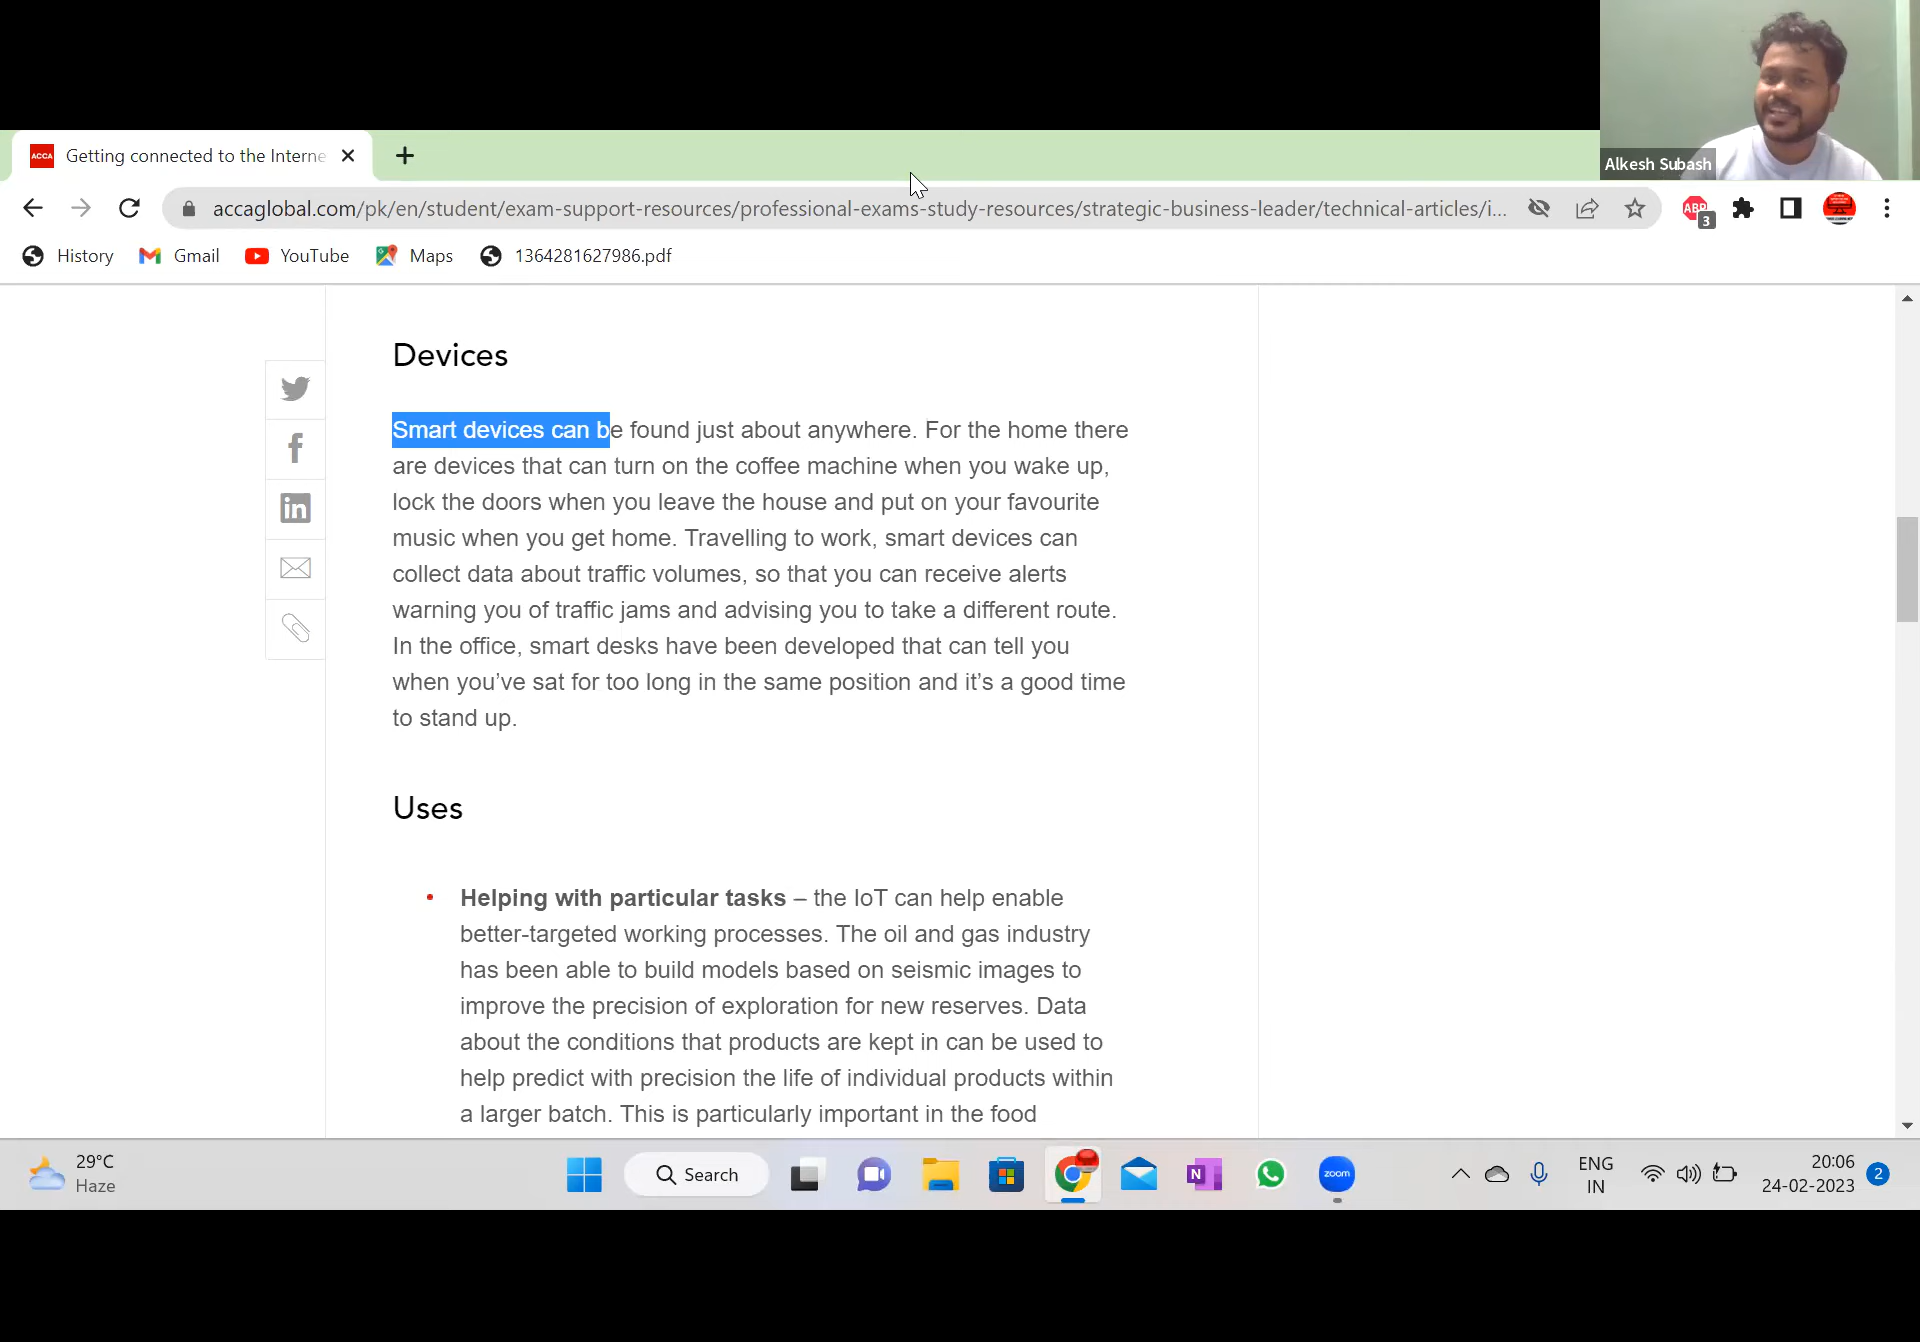 Alkesh Subash
ACCA Getting connected to the Interne
accaglobal.com/pk/en/student/exam-support-resources/professional-exams-study-resources/strategic-business-leader/technical-articles/i...
ABP 3
History Gmail YouTube Maps 1364281627986.pdf
Devices
Smart devices can be found just about anywhere. For the home there
are devices that can turn on the coffee machine when you wake up,
lock the doors when you leave the house and put on your favourite
music when you get home. Travelling to work, smart devices can
collect data about traffic volumes, so that you can receive alerts
warning you of traffic jams and advising you to take a different route.
In the office, smart desks have been developed that can tell you
when you’ve sat for too long in the same position and it’s a good time
to stand up.
Uses
• Helping with particular tasks – the IoT can help enable
better-targeted working processes. The oil and gas industry
has been able to build models based on seismic images to
improve the precision of exploration for new reserves. Data
about the conditions that products are kept in can be used to
help predict with precision the life of individual products within
a larger batch. This is particularly important in the food
29°C
Haze
Search
N
zoom
ENG
IN
20:06
24-02-2023
2